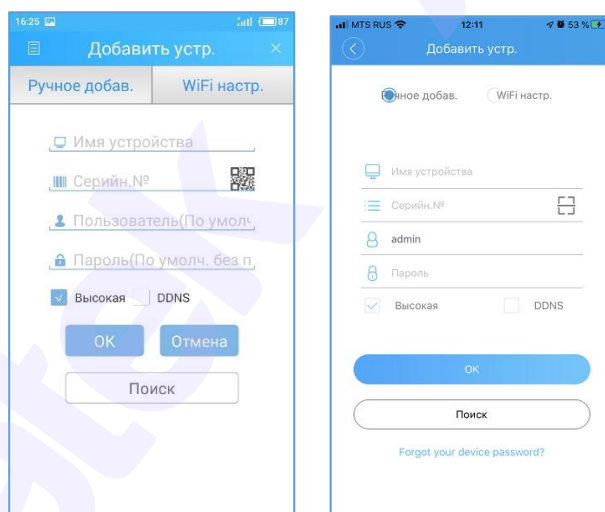 16:25 87
Добавить устр.
Ручное добав. WiFi настр.
Имя устройства
Серийн.№
Пользователь(По умолч
Пароль(По умолч. без п
Высокая DDNS
OK Отмена
Поиск
MTS RUS 12:11 53 %
Добавить устр.
Ручное добав. WiFi настр.
Имя устройства
Серийн.№
admin
Пароль
Высокая DDNS
OK
Поиск
Forgot your device password?